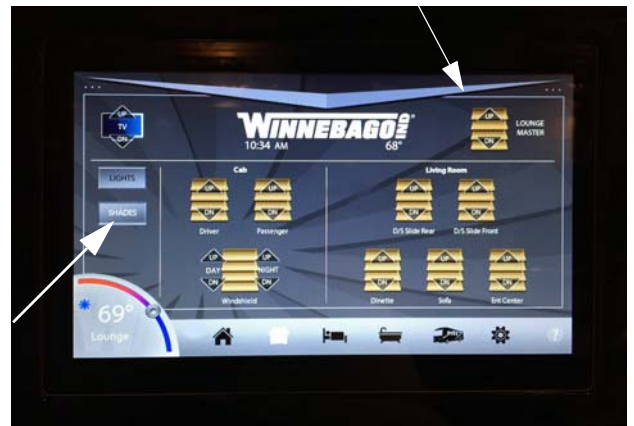 UP
TV
DN
WINNEBAGO IND
10:34 AM 68°
UP
DN
LOUNGE
MASTER
LIGHTS
SHADES
Cab
UP UP
DN DN
Driver Passenger
UP UP
DAY NIGHT
DN DN
Windshield
Living Room
UP UP
DN DN
D/S Slide Rear D/S Slide Front
UP UP UP
DN DN DN
Dinette Sofa Ent Center
69°
Lounge
?